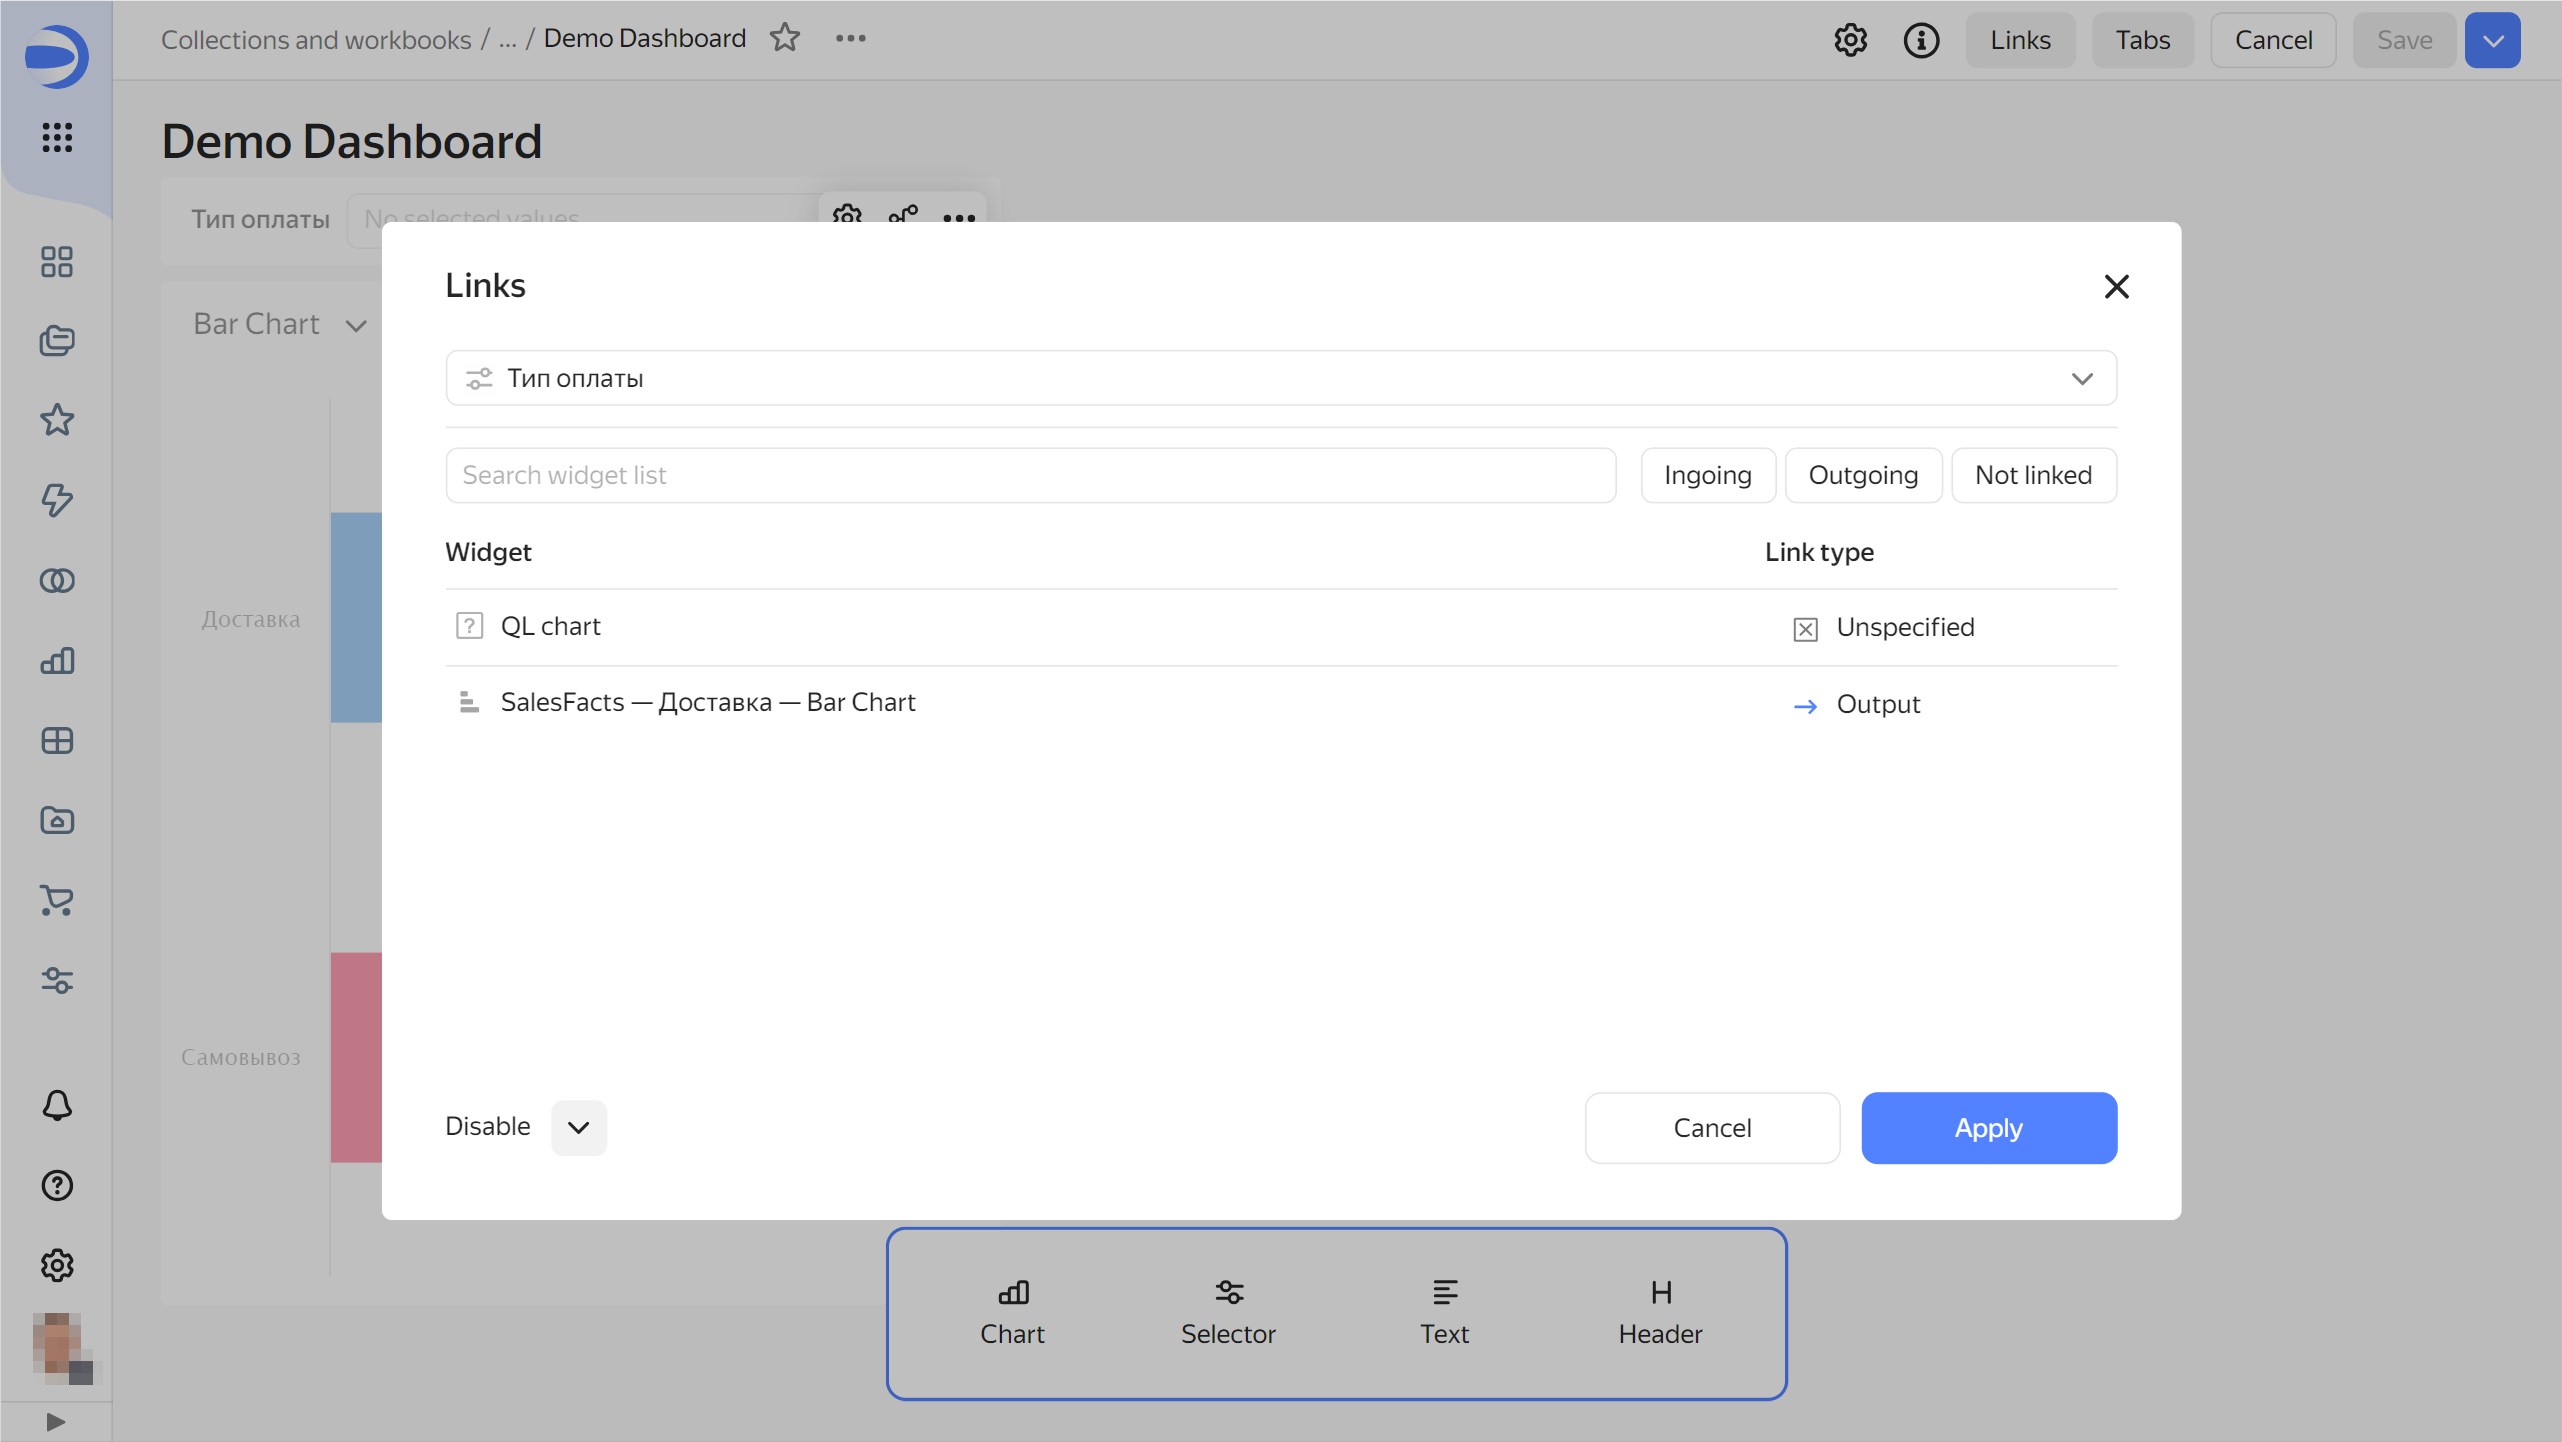 Collections and workbooks / ... / Demo Dashboard
Links
Tabs
Cancel
Save
Demo Dashboard
Тип оплаты
No selected values
Bar Chart
Доставка
Самовывоз
Links
Тип оплаты
Search widget list
Ingoing
Outgoing
Not linked
Widget
Link type
QL chart
Unspecified
SalesFacts — Доставка — Bar Chart
Output
Disable
Cancel
Apply
Chart
Selector
Text
Header